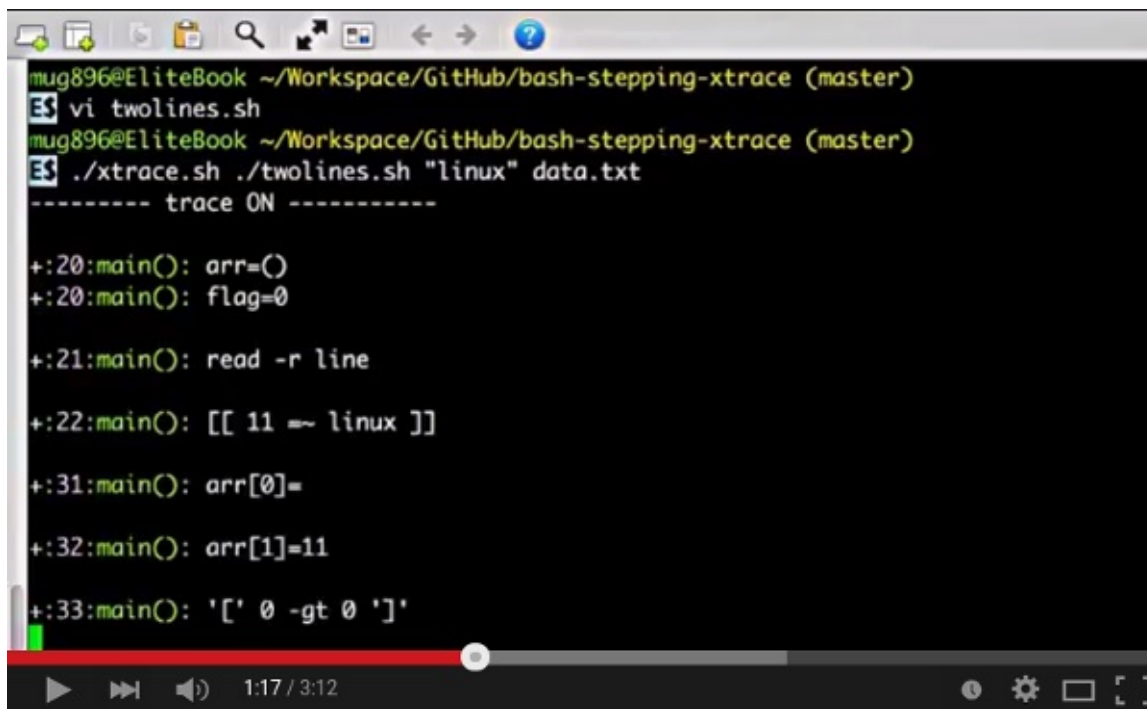 mug896@EliteBook ~/Workspace/GitHub/bash-stepping-xtrace (master)
E$ vi twolines.sh
mug896@EliteBook ~/Workspace/GitHub/bash-stepping-xtrace (master)
E$ ./xtrace.sh ./twolines.sh "linux" data.txt
--------- trace ON -----------
+:20:main(): arr=()
+:20:main(): flag=0
+:21:main(): read -r line
+:22:main(): [[ 11 =~ linux ]]
+:31:main(): arr[0]=
+:32:main(): arr[1]=11
+:33:main(): '[' 0 -gt 0 ']'
1:17 / 3:12